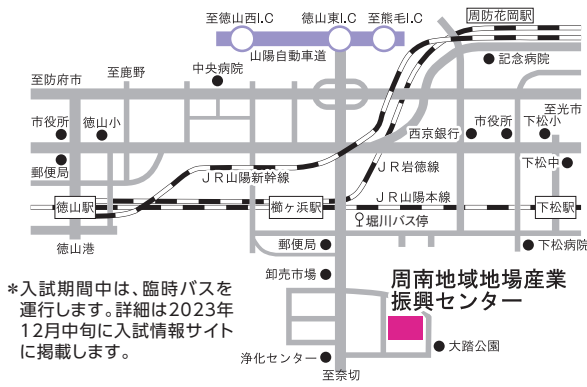 至徳山西I.C
徳山東I.C
至熊毛I.C
周防花岡駅
山陽自動車道
記念病院
至防府市
至鹿野
中央病院
至光市
市役所
徳山小
西京銀行
市役所
下松小
郵便局
JR山陽新幹線
JR岩徳線
下松中
JR山陽本線
徳山駅
櫛ヶ浜駅
下松駅
堀川バス停
徳山港
郵便局
下松病院
卸売市場
周南地域地場産業
振興センター
*入試期間中は、臨時バスを
運行します。詳細は2023年
12月中旬に入試情報サイト
に掲載します。
浄化センター
大踏公園
至奈切